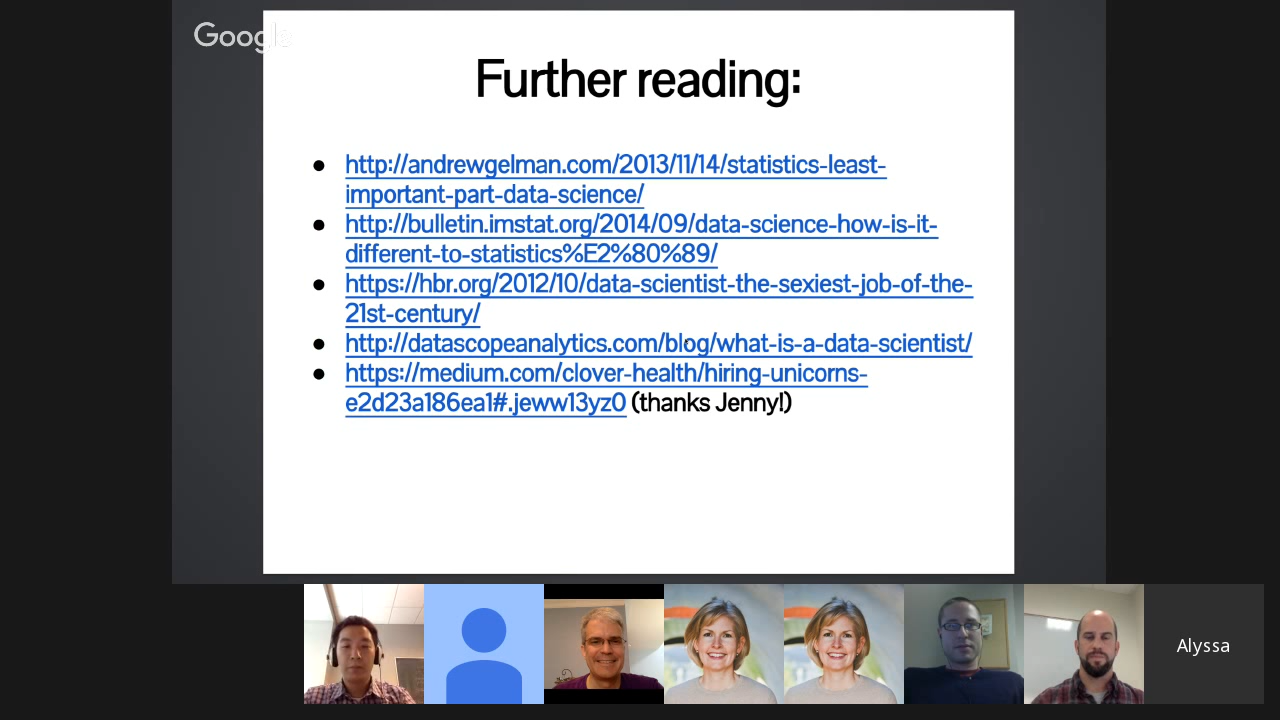 Google
Further reading:
● http://andrewgelman.com/2013/11/14/statistics-least-
important-part-data-science/
● http://bulletin.imstat.org/2014/09/data-science-how-is-it-
different-to-statistics%E2%80%89/
● https://hbr.org/2012/10/data-scientist-the-sexiest-job-of-the-
21st-century/
● http://datascopeanalytics.com/blog/what-is-a-data-scientist/
● https://medium.com/clover-health/hiring-unicorns-
e2d23a186ea1#.jeww13yz0 (thanks Jenny!)
Alyssa